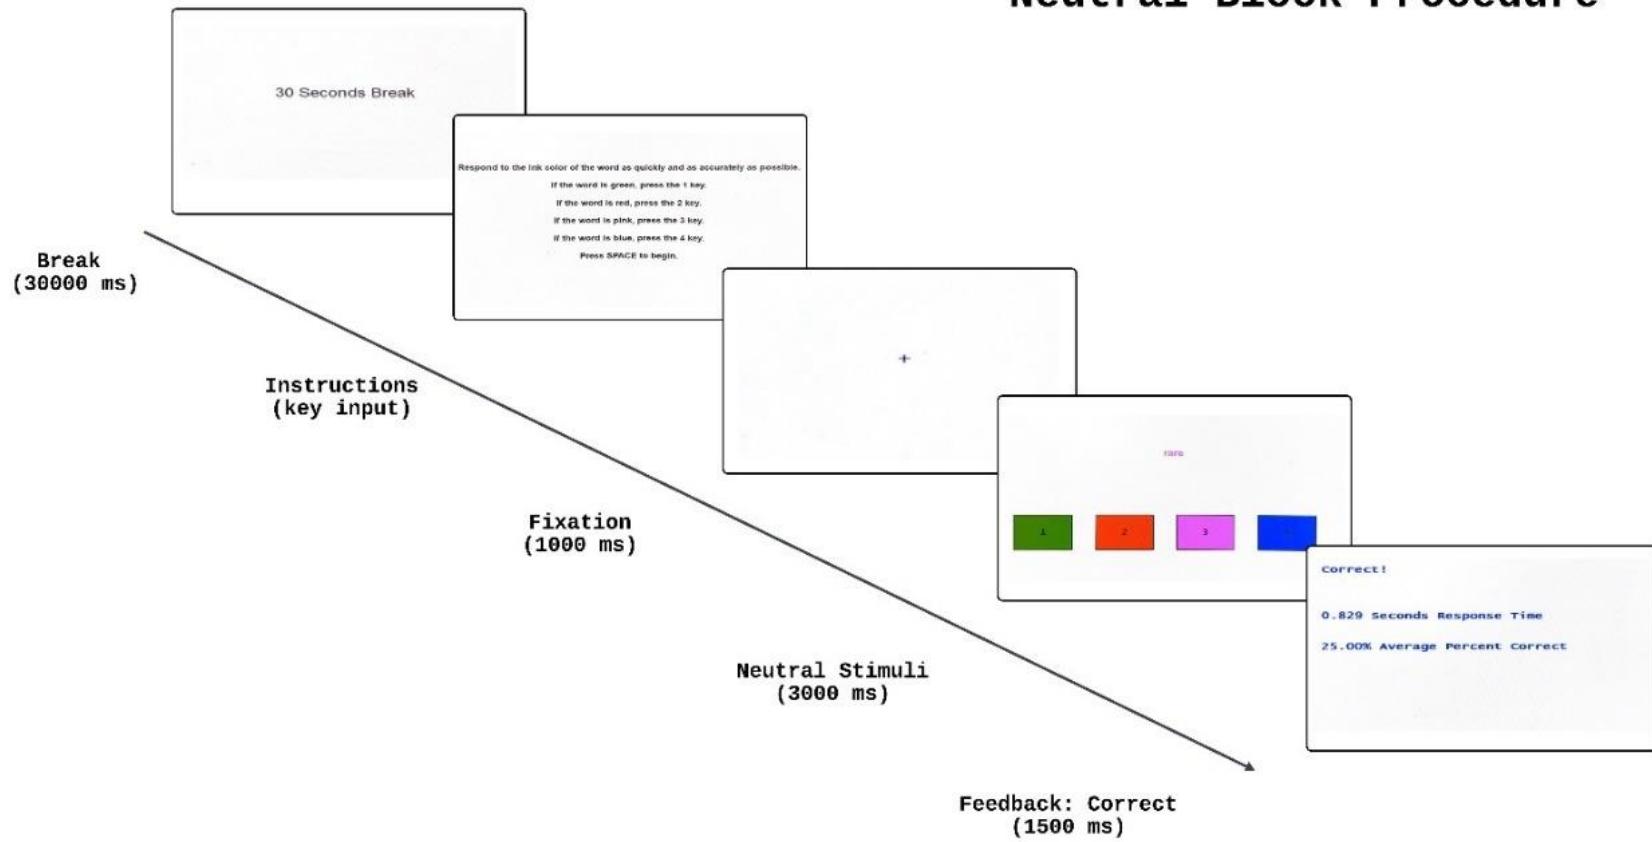 Neutral Block Procedure
30 Seconds Break
Respond to the ink color of the word as quickly and as accurately as possible.
If the word is green, press the 1 key.
If the word is red, press the 2 key.
If the word is pink, press the 3 key.
If the word is blue, press the 4 key.
Press SPACE to begin.
Break
(30000 ms)
+
Instructions
(key input)
rare
Fixation
(1000 ms)
1 2 3
Correct!
0.829 Seconds Response Time
25.00% Average Percent Correct
Neutral Stimuli
(3000 ms)
Feedback: Correct
(1500 ms)